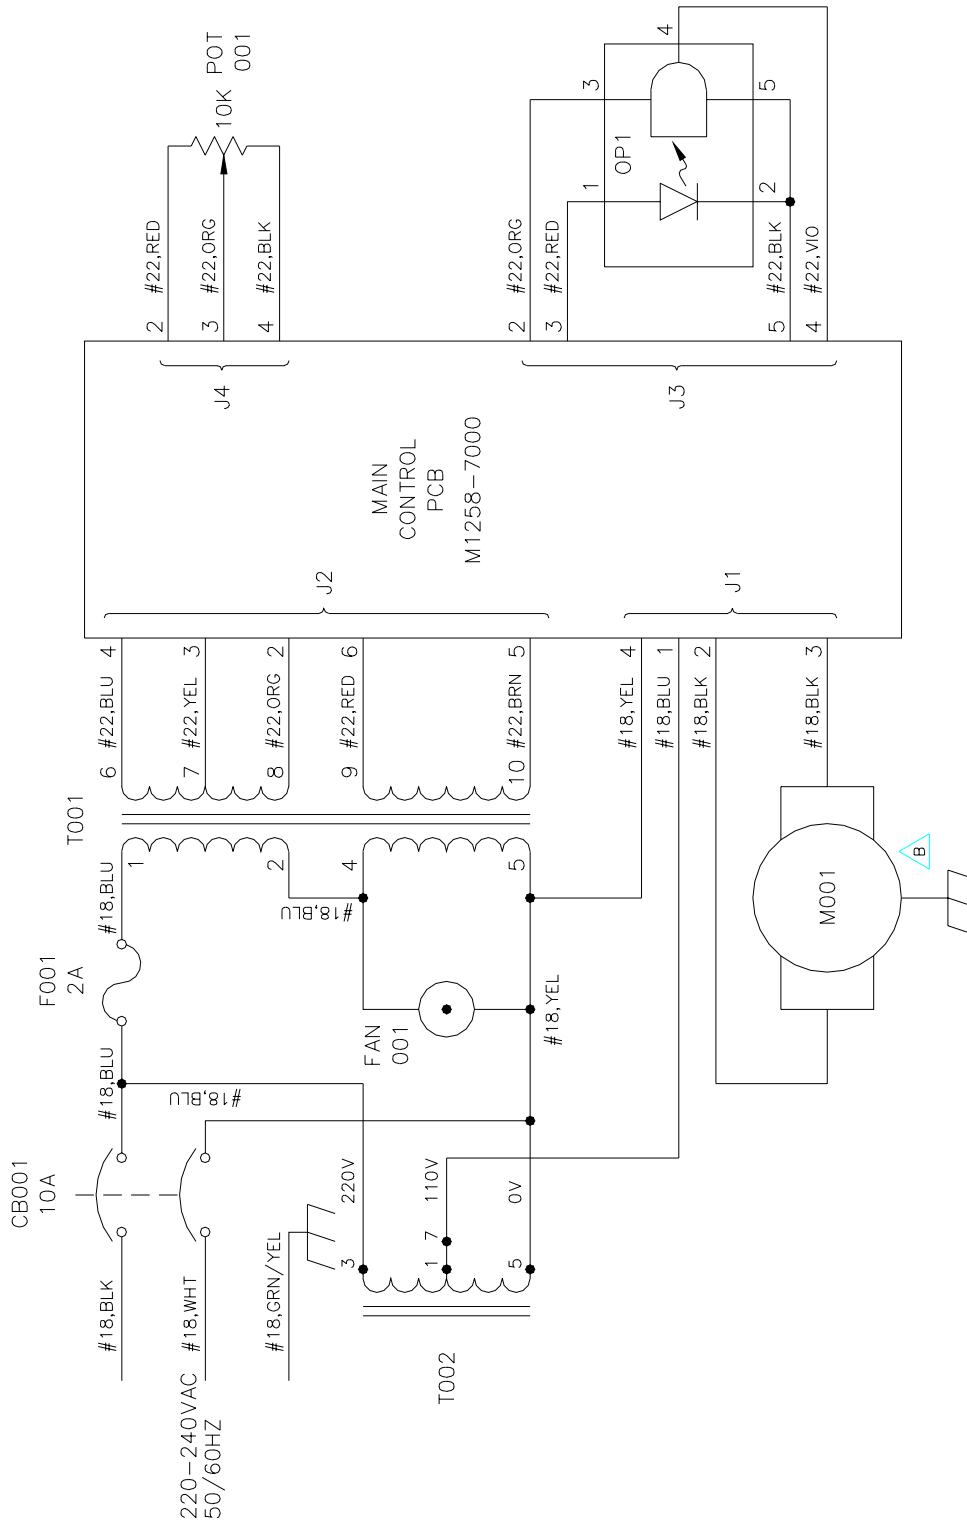 CB001
10A
220-240VAC
50/60HZ
#18,BLK
#18,WHT
#18,GRN/YEL
#18,BLU
#18,BLU
F001
2A
#18,BLU
T001
1
2
4
5
#18,BLU
6
7
8
9
10
#22,BLU
#22,YEL
#22,ORG
#22,RED
#22,BRN
4
3
2
6
5
J2
T002
3
1
7
5
220V
110V
0V
FAN
001
#18,YEL
#18,YEL
#18,BLU
#18,BLK
#18,BLK
4
1
2
3
J1
M001
B
MAIN
CONTROL
PCB
M1258-7000
J4
2
3
4
#22,RED
#22,ORG
#22,BLK
10K
POT
001
J3
2
3
5
4
#22,ORG
#22,RED
#22,BLK
#22,VIO
OP1
1
3
2
5
4